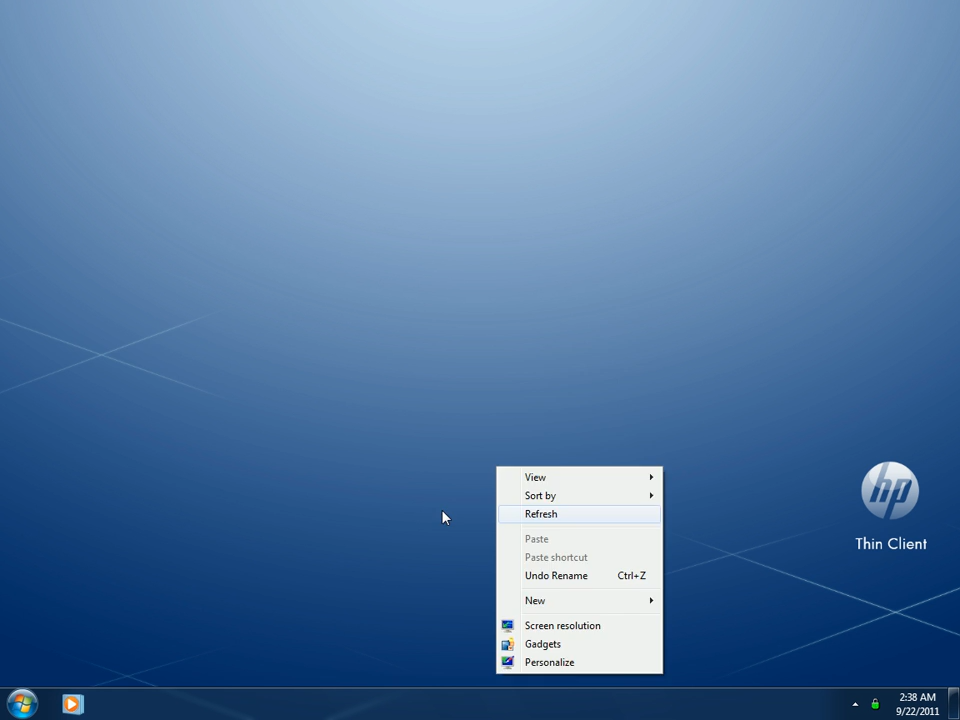 View
Sort by
Refresh
Paste
Paste shortcut
Undo Rename Ctrl+Z
New
Screen resolution
Gadgets
Personalize
hp
Thin Client
2:38 AM
9/22/2011